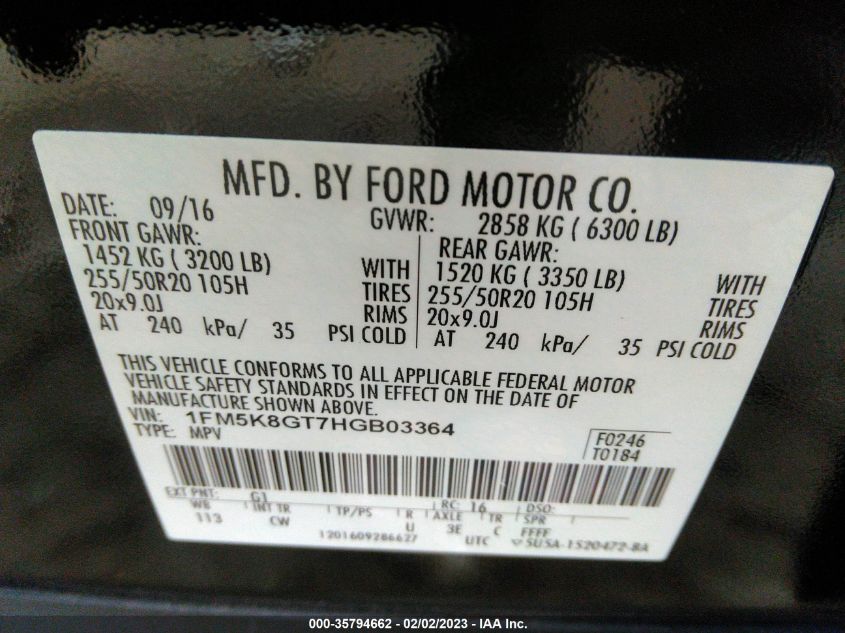 MFD. BY FORD MOTOR CO.
DATE: 09/16 GVWR: 2858 KG ( 6300 LB)
FRONT GAWR: REAR GAWR:
1452 KG ( 3200 LB) WITH 1520 KG ( 3350 LB) WITH
255/50R20 105H TIRES 255/50R20 105H TIRES
20x9.0J RIMS 20x9.0J RIMS
AT 240 kPa/ 35 PSI COLD AT 240 kPa/ 35 PSI COLD
THIS VEHICLE CONFORMS TO ALL APPLICABLE FEDERAL MOTOR
VEHICLE SAFETY STANDARDS IN EFFECT ON THE DATE OF
MANUFACTURE SHOWN ABOVE.
VIN: 1FM5K8GT7HGB03364
TYPE: MPV
F0246
T0184
EXT PNT: G1 RC: 16 DSO:
WB INT TR TP/PS R AXLE TR SPR
113 CW U 3E C FFFF
1201609286627 UTC 5U5A-1520472-BA
000-35794662 - 02/02/2023 - IAA Inc.